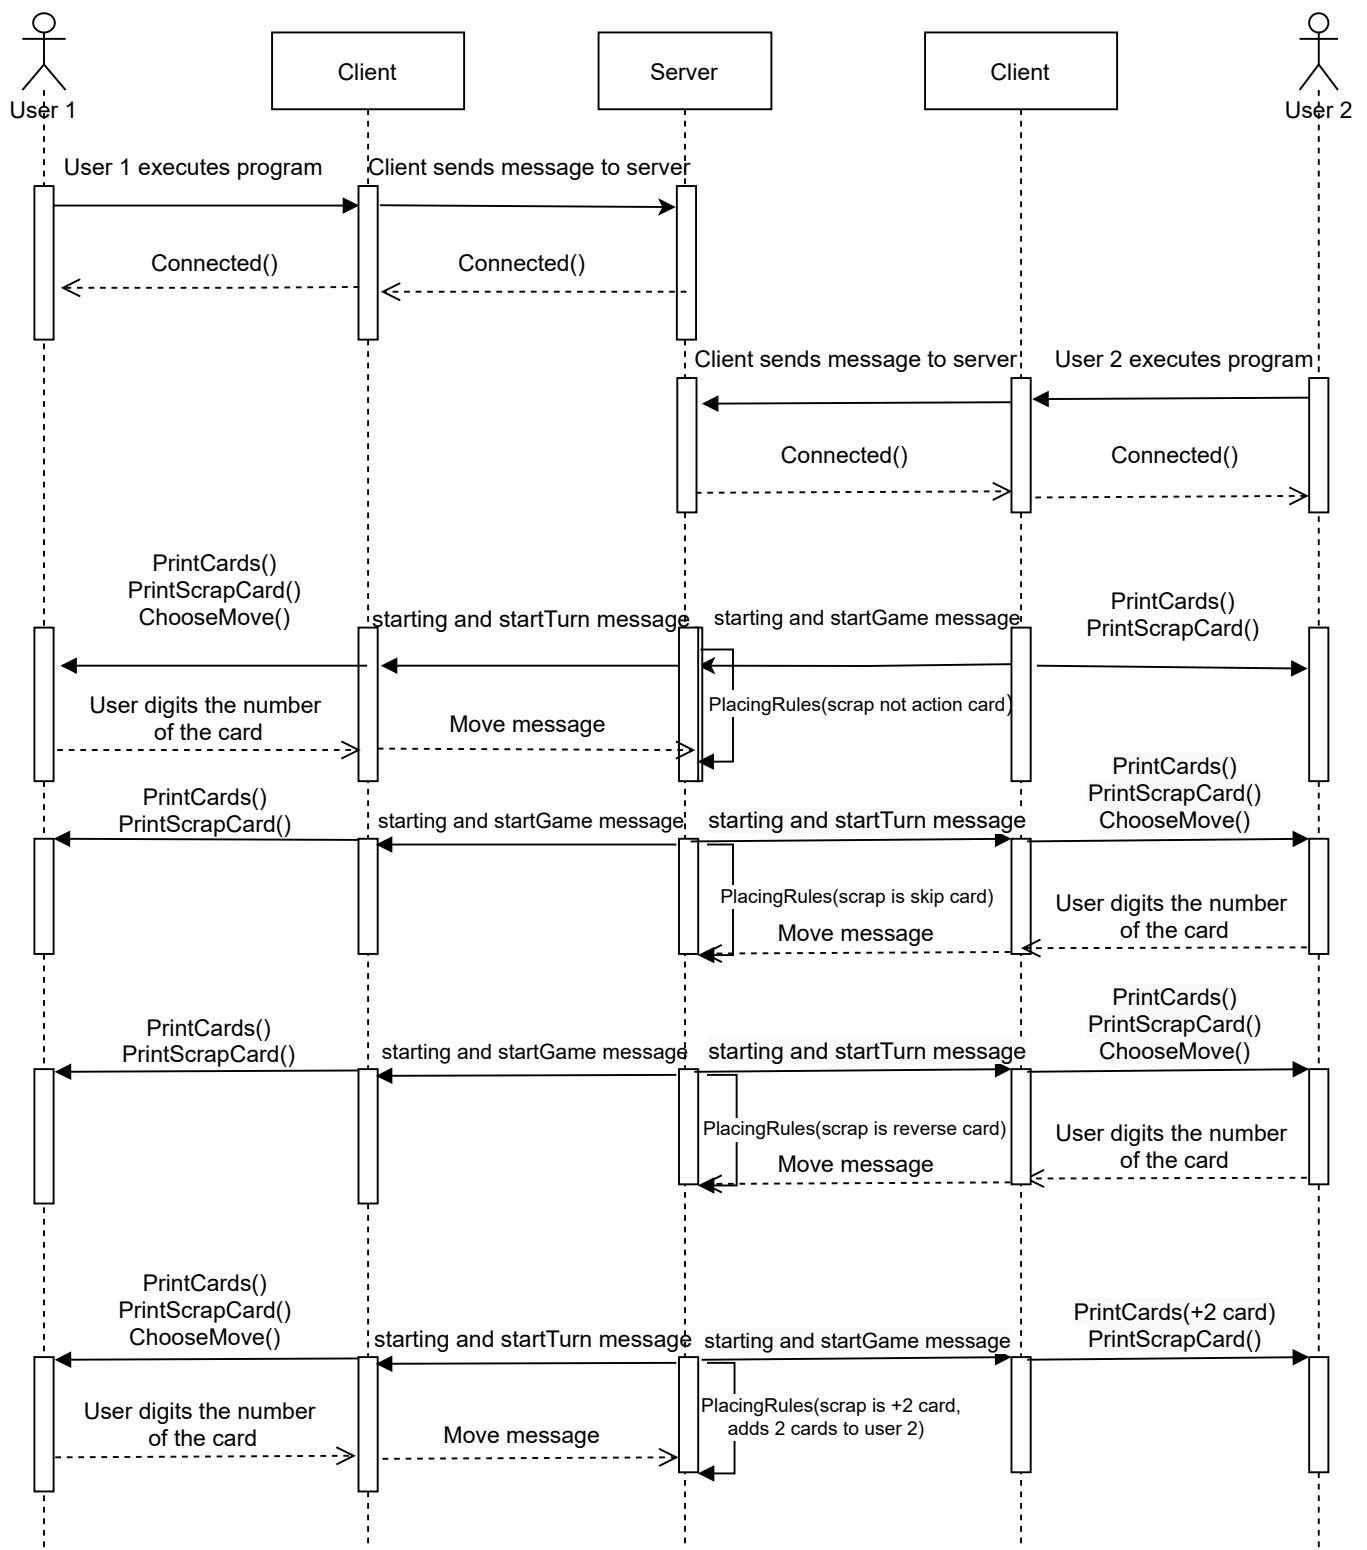 User 1
Client
Server
Client
User 2
User 1 executes program
Client sends message to server
Connected()
Connected()
Client sends message to server
User 2 executes program
Connected()
Connected()
PrintCards()
PrintScrapCard()
ChooseMove()
starting and startTurn message
starting and startGame message
PrintCards()
PrintScrapCard()
User digits the number
of the card
Move message
PlacingRules(scrap not action card)
PrintCards()
PrintScrapCard()
starting and startGame message
starting and startTurn message
PrintCards()
PrintScrapCard()
ChooseMove()
PlacingRules(scrap is skip card)
Move message
User digits the number
of the card
PrintCards()
PrintScrapCard()
starting and startGame message
starting and startTurn message
PrintCards()
PrintScrapCard()
ChooseMove()
PlacingRules(scrap is reverse card)
Move message
User digits the number
of the card
PrintCards()
PrintScrapCard()
ChooseMove()
starting and startTurn message
starting and startGame message
PrintCards(+2 card)
PrintScrapCard()
User digits the number
of the card
Move message
PlacingRules(scrap is +2 card,
adds 2 cards to user 2)